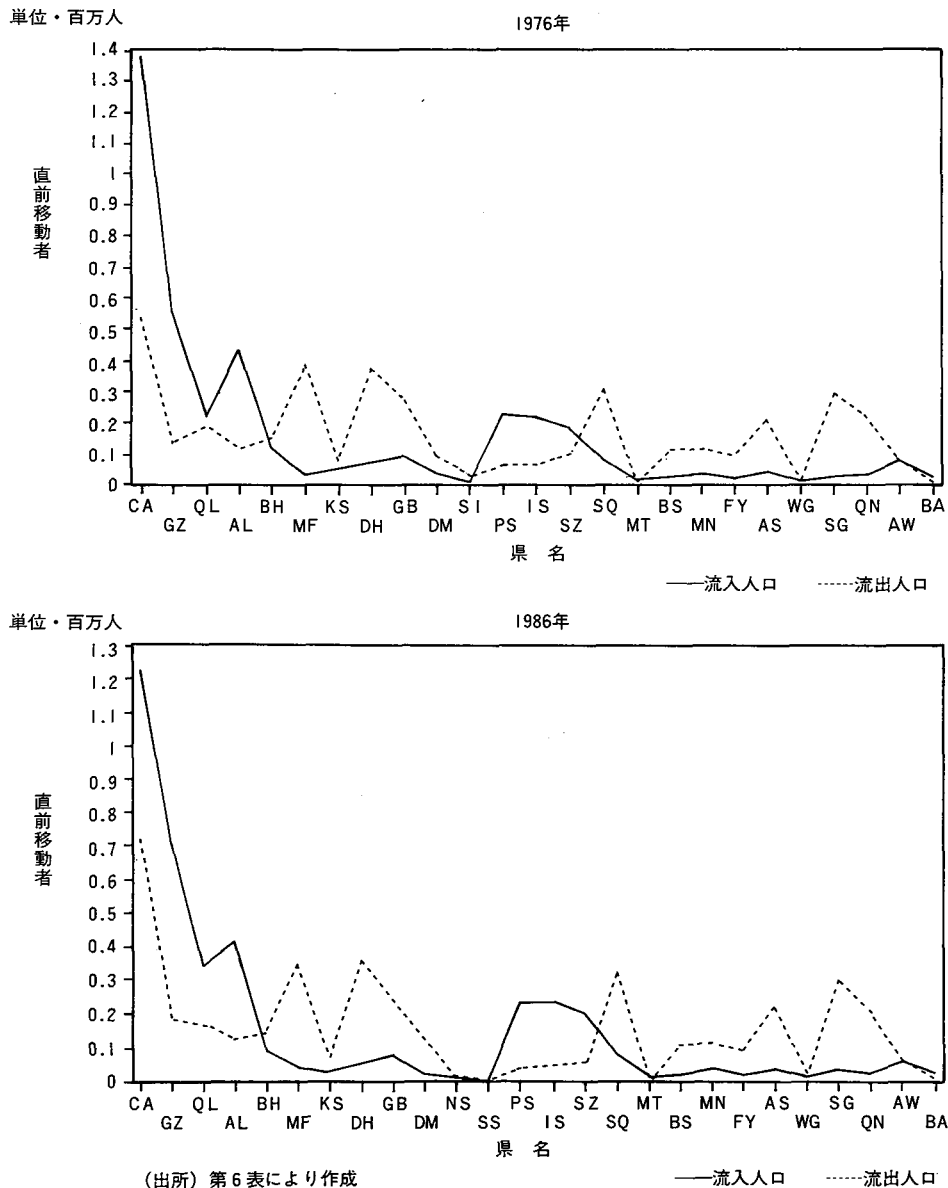 単位・百万人
1976年
1.4
1.3
1.2
1.1
1
0.9
0.8
0.7
0.6
0.5
0.4
0.3
0.2
0.1
0
直前移動者
CA GZ QL AL BH MF KS DH GB DM SI PS IS SZ SQ MT BS MN FY AS WG SG QN AW BA
県 名
流入人口 流出人口
単位・百万人
1986年
1.3
1.2
1.1
1
0.9
0.8
0.7
0.6
0.5
0.4
0.3
0.2
0.1
0
直前移動者
CA GZ QL AL BH MF KS DH GB DM NS SS PS IS SZ SQ MT BS MN FY AS WG SG QN AW BA
県 名
(出所) 第6表により作成 流入人口 流出人口